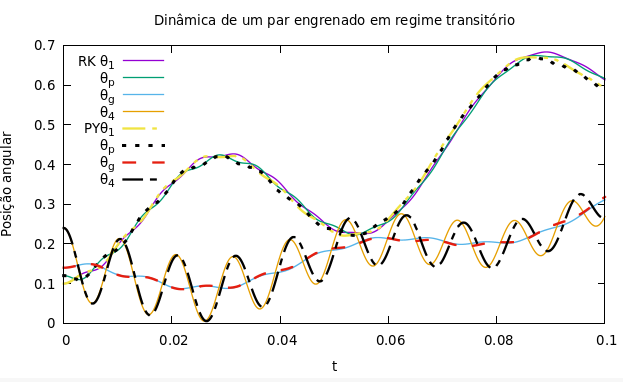 Dinâmica de um par engrenado em regime transitório
Posição angular
0.7
0.6
0.5
0.4
0.3
0.2
0.1
0
RK θ1
θp
θg
θ4
PYθ1
θp
θg
θ4
0 0.02 0.04 0.06 0.08 0.1
t